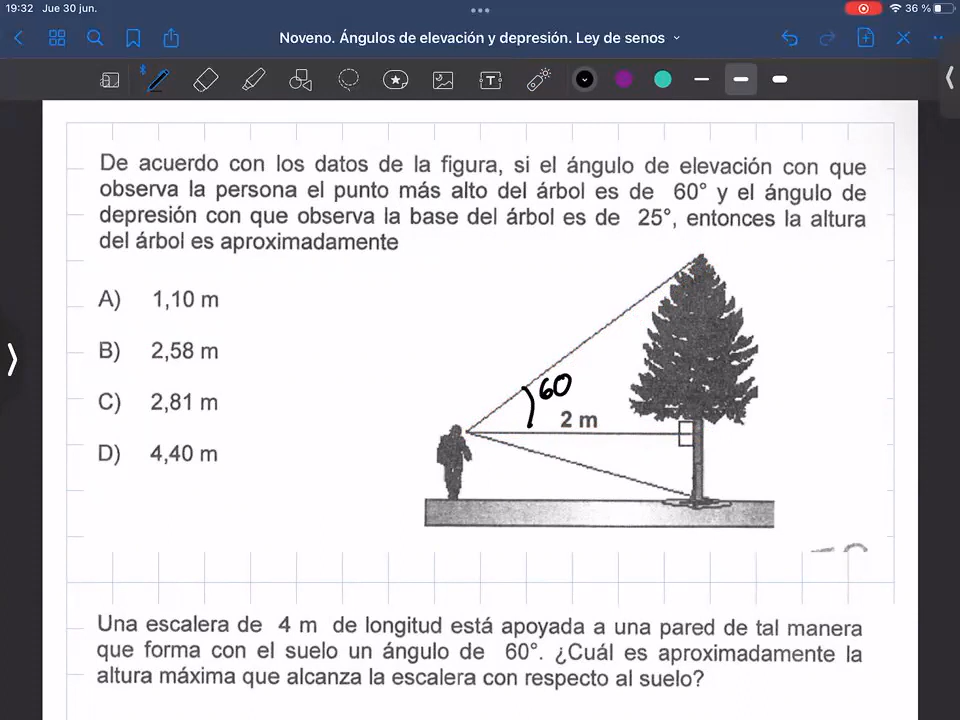 19:32 Jue 30 jun.
36 %
Noveno. Ángulos de elevación y depresión. Ley de senos
De acuerdo con los datos de la figura, si el ángulo de elevación con que
observa la persona el punto más alto del árbol es de 60° y el ángulo de
depresión con que observa la base del árbol es de 25°, entonces la altura
del árbol es aproximadamente
A) 1,10 m
B) 2,58 m
C) 2,81 m
D) 4,40 m
60
2 m
Una escalera de 4 m de longitud está apoyada a una pared de tal manera
que forma con el suelo un ángulo de 60°. ¿Cuál es aproximadamente la
altura máxima que alcanza la escalera con respecto al suelo?